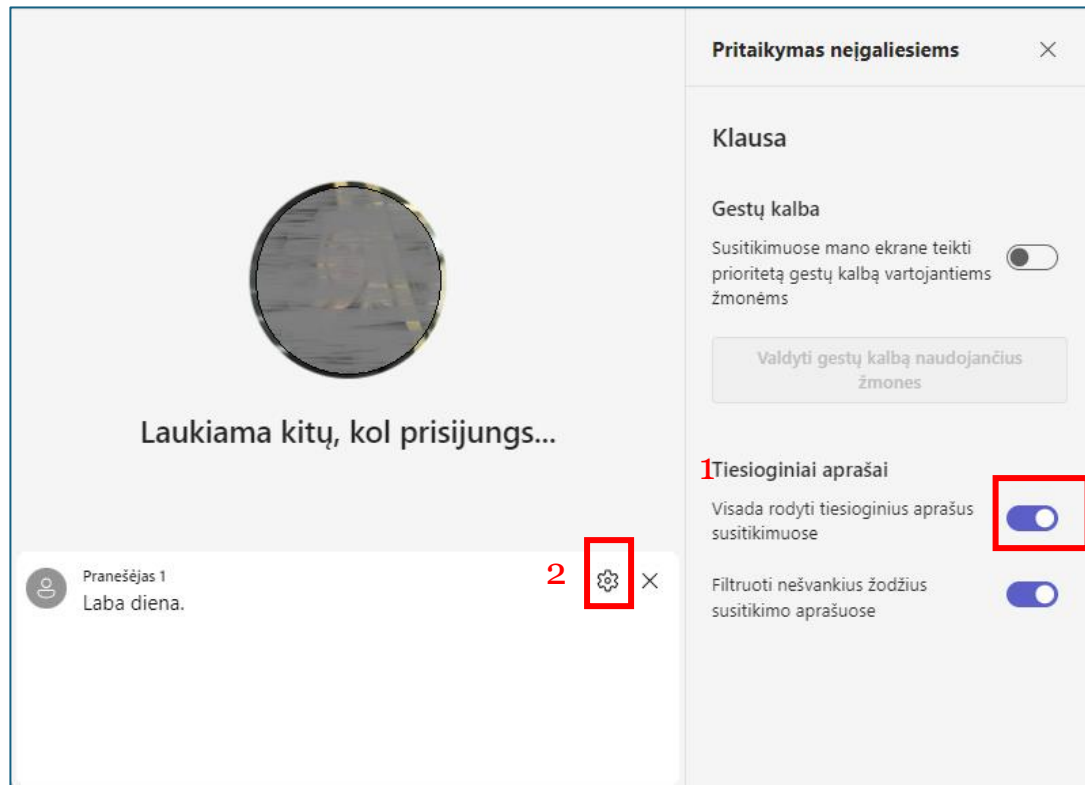 Pritaikymas neįgaliesiems
Klausa
Gestų kalba
Susitikimuose mano ekrane teikti
prioritetą gestų kalbą vartojantiems
žmonėms
Valdyti gestų kalbą naudojančius
žmones
Laukiama kitų, kol prisijungs...
1 Tiesioginiai aprašai
Visada rodyti tiesioginius aprašus
susitikimuose
Filtruoti nešvankius žodžius
susitikimo aprašuose
Pranešėjas 1
2
Laba diena.